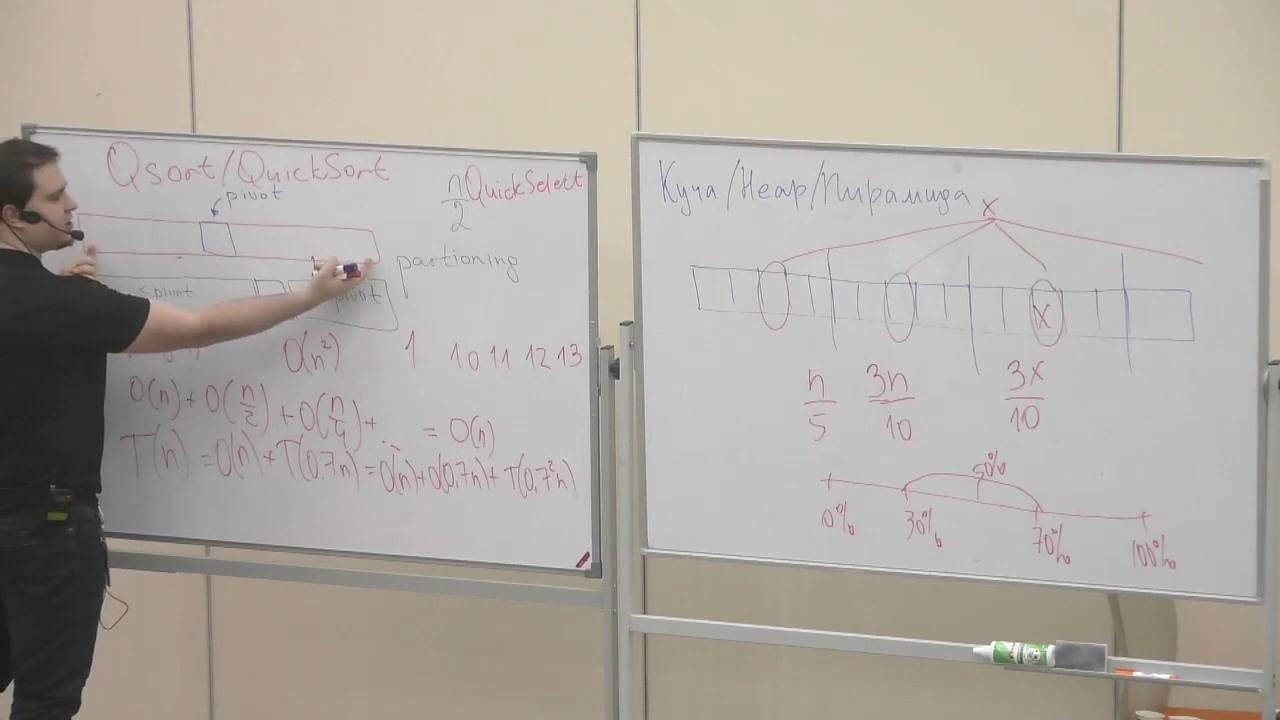 Qsort/QuickSort
pivot
n/2 QuickSelect
partioning
<pivot
pivot
O(n²) 1 10 11 12 13
O(n) + O(n/2) + O(n/4) + ... = O(n)
T(n) = O(n) + T(0,7n) = O(n) + O(0,7n) + T(0,7²n)
Куча/Heap/Пирамида
x
x
n/5 3n/10 3x/10
50%
0% 30% 70% 100%